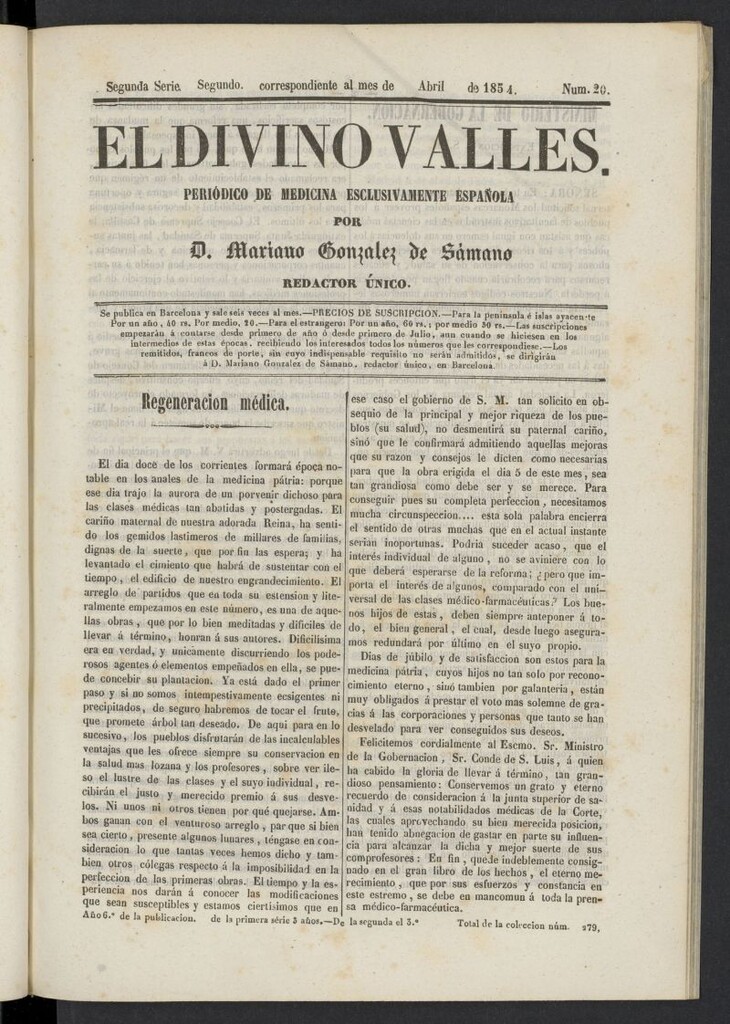 Segunda Serie. Segundo. correspondiente al mes de Abril de 1854. Num. 20.
EL DIVINO VALLES.
PERIÓDICO DE MEDICINA ESCLUSIVAMENTE ESPAÑOLA
POR
D. Mariano Gonzalez de Sámano
REDACTOR ÚNICO.
Se publica en Barcelona y sale seis veces al mes.—PRECIOS DE SUSCRIPCION.—Para la península é islas ayacente
Por un año, 40 rs. Por medio, 20.—Para el estrangero: Por un año, 60 rs.; por medio 30 rs.—Las suscripciones
empezarán á contarse desde primero de año ó desde primero de Julio, aun cuando se hiciesen en los
intermedios de estas épocas, recibiendo los interesados todos los números que les correspondiese.—Los
remitidos, francos de porte, sin cuyo indispensable requisito no serán admitidos, se dirigirán
á D. Mariano Gonzalez de Sámano, redactor único, en Barcelona.
Regeneracion médica.
El dia doce de los corrientes formará época no-
table en los anales de la medicina pátria: porque
ese dia trajo la aurora de un porvenir dichoso para
las clases médicas tan abatidas y postergadas. El
cariño maternal de nuestra adorada Reina, ha senti-
do los gemidos lastimeros de millares de familias,
dignas de la suerte, que por fin las espera; y ha
levantado el cimiento que habrá de sustentar con el
tiempo, el edificio de nuestro engrandecimiento. El
arreglo de partidos que en toda su estension y lite-
ralmente empezamos en este número, es una de aque-
llas obras, que por lo bien meditadas y dificiles de
llevar á término, honran á sus autores. Dificilisima
era en verdad, y unicamente discurriendo los pode-
rosos agentes ó elementos empeñados en ella, se pue-
de concebir su plantacion. Ya está dado el primer
paso y si no somos intempestivamente ecsigentes ni
precipitados, de seguro habremos de tocar el fruto,
que promete árbol tan deseado. De aqui para en lo
sucesivo, los pueblos disfrutarán de las incalculables
ventajas que les ofrece siempre su conservacion en
la salud mas lozana y los profesores, sobre ver ile-
so el lustre de las clases y el suyo individual, re-
cibirán el justo y merecido premio á sus desve-
los. Ni unos ni otros tienen por qué quejarse. Am-
bos ganan con el venturoso arreglo, par que si bien
sea cierto, presente algunos lunares, téngase en con-
sideracion lo que tantas veces hemos dicho y tam-
bien otros cólegas respecto á la imposibilidad en la
perfeccion de las primeras obras. El tiempo y la es-
periencia nos darán á conocer las modificaciones
que sean susceptibles y estamos ciertísimos que en
ese caso el gobierno de S. M. tan solicito en ob-
sequio de la principal y mejor riqueza de los pue-
blos (su salud), no desmentirá su paternal cariño,
sinó que le confirmará admitiendo aquellas mejoras
que su razon y consejos le dicten como necesarias
para que la obra erigida el dia 5 de este mes, sea
tan grandiosa como debe ser y se merece. Para
conseguir pues su completa perfeccion, necesitamos
mucha circunspeccion.... esta sola palabra encierra
el sentido de otras muchas que en el actual instante
serian inoportunas. Podria suceder acaso, que el
interés individual de alguno, no se aviniere con lo
que deberá esperarse de la reforma; ¿pero que im-
porta el interés de algunos, comparado con el uni-
versal de las clases médico-farmacéuticas? Los bue-
nos hijos de estas, deben siempre anteponer á to-
do, el bien general, el cual, desde luego asegura-
mos redundará por último en el suyo propio.
Dias de júbilo y de satisfaccion son estos para la
medicina pátria, cuyos hijos no tan solo por recono-
cimiento eterno, sinó tambien por galanteria, están
muy obligados á prestar el voto mas solemne de gra-
cias á las corporaciones y personas que tanto se han
desvelado para ver conseguidos sus deseos.
Felicitemos cordialmente al Escmo. Sr. Ministro
de la Gobernacion, Sr. Conde de S. Luis, á quien
ha cabido la gloria de llevar á término, tan gran-
dioso pensamiento: Conservemos un grato y eterno
recuerdo de consideración á la junta superior de sa-
nidad y á esas notabilidades médicas de la Corte,
las cuales aprovechando su bien merecida posicion,
han tenido abnegacion de gastar en parte su influen-
cia para alcanzar la dicha y mejor suerte de sus
comprofesores: En fin, quede indeblemente consig-
nado en el gran libro de los hechos, el eterno me-
recimiento, que por sus esfuerzos y constancia en
este estremo, se debe en mancomun á toda la pren-
sa médico-farmacéutica.
Año 6.º de la publicacion. de la primera série 3 años.—De la segunda el 3.º Total de la coleccion núm. 279,